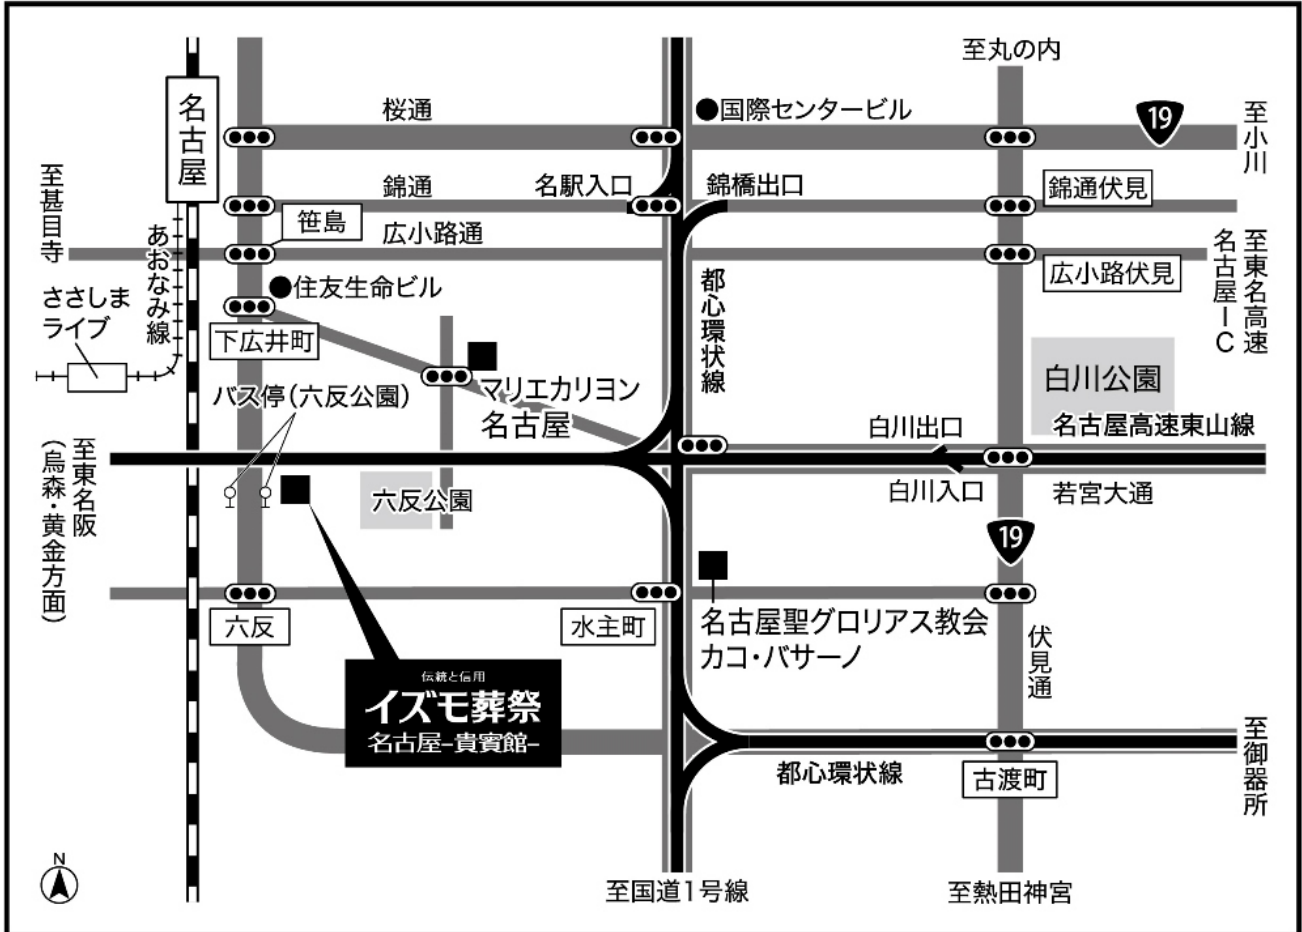 至丸の内
名古屋
桜通
●国際センタービル
19
至小川
至甚目寺
錦通
名駅入口
錦橋出口
錦通伏見
笹島
広小路通
あおなみ線
広小路伏見
至東名高速
名古屋IC
ささしま
ライブ
●住友生命ビル
下広井町
都心環状線
白川公園
バス停(六反公園)
マリエカリヨン
名古屋
白川出口
名古屋高速東山線
至東名阪
(烏森・黄金方面)
六反公園
白川入口
若宮大通
19
六反
水主町
名古屋聖グロリアス教会
カコ・バサーノ
伏見通
伝統と信用
イズモ葬祭
名古屋-貴賓館-
都心環状線
古渡町
至御器所
N
至国道1号線
至熱田神宮